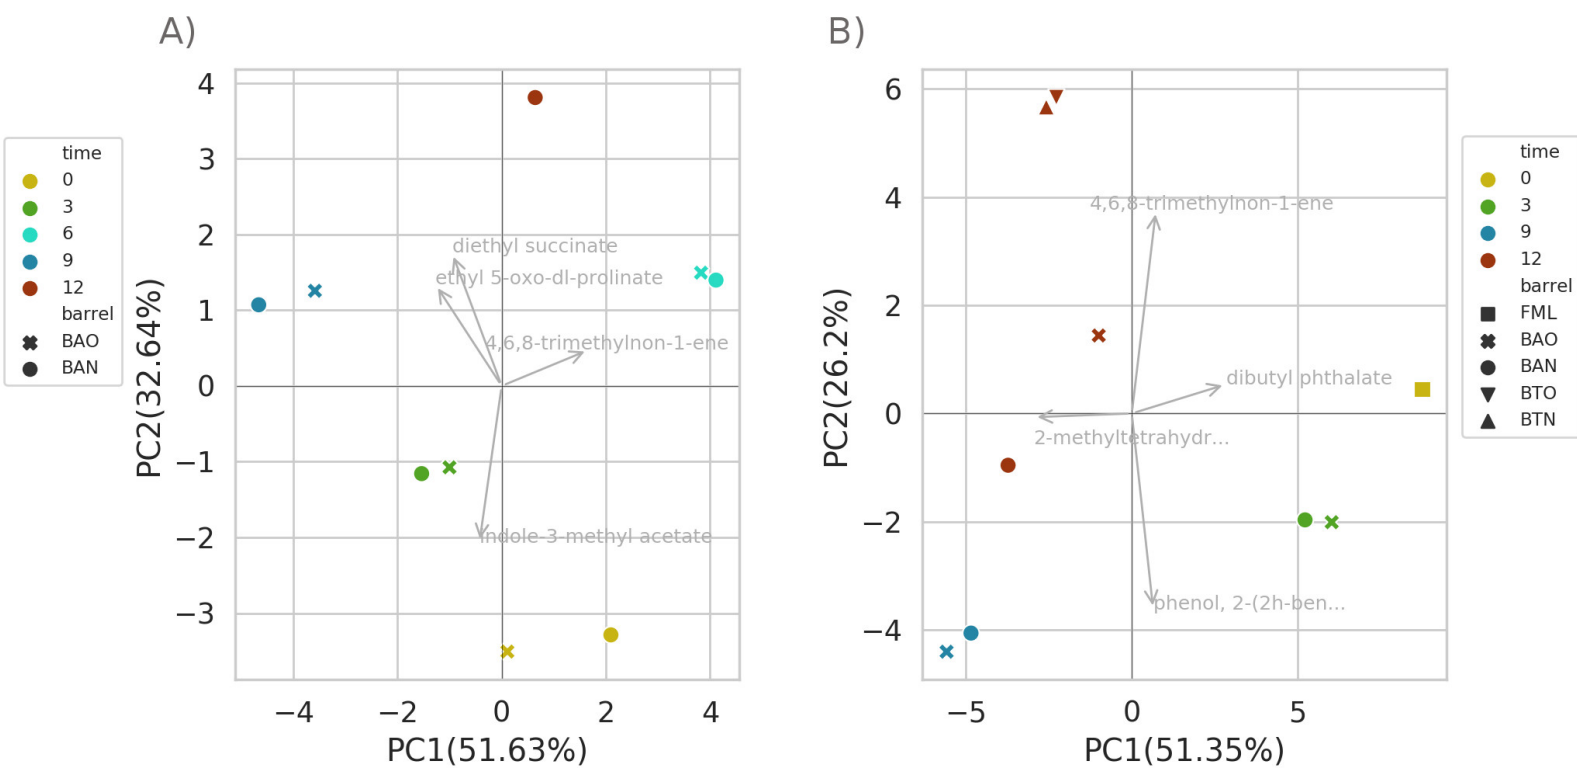 A)
time
0
3
6
9
12
barrel
BAO
BAN
PC2(32.64%)
4
3
2
1
0
−1
−2
−3
diethyl succinate
ethyl 5-oxo-dl-prolinate
4,6,8-trimethylnon-1-ene
indole-3-methyl acetate
−4
−2
0
2
4
PC1(51.63%)
B)
PC2(26.2%)
6
4
2
0
−2
−4
4,6,8-trimethylnon-1-ene
dibutyl phthalate
2-methyltetrahydr...
phenol, 2-(2h-ben...
−5
0
5
PC1(51.35%)
time
0
3
9
12
barrel
FML
BAO
BAN
BTO
BTN